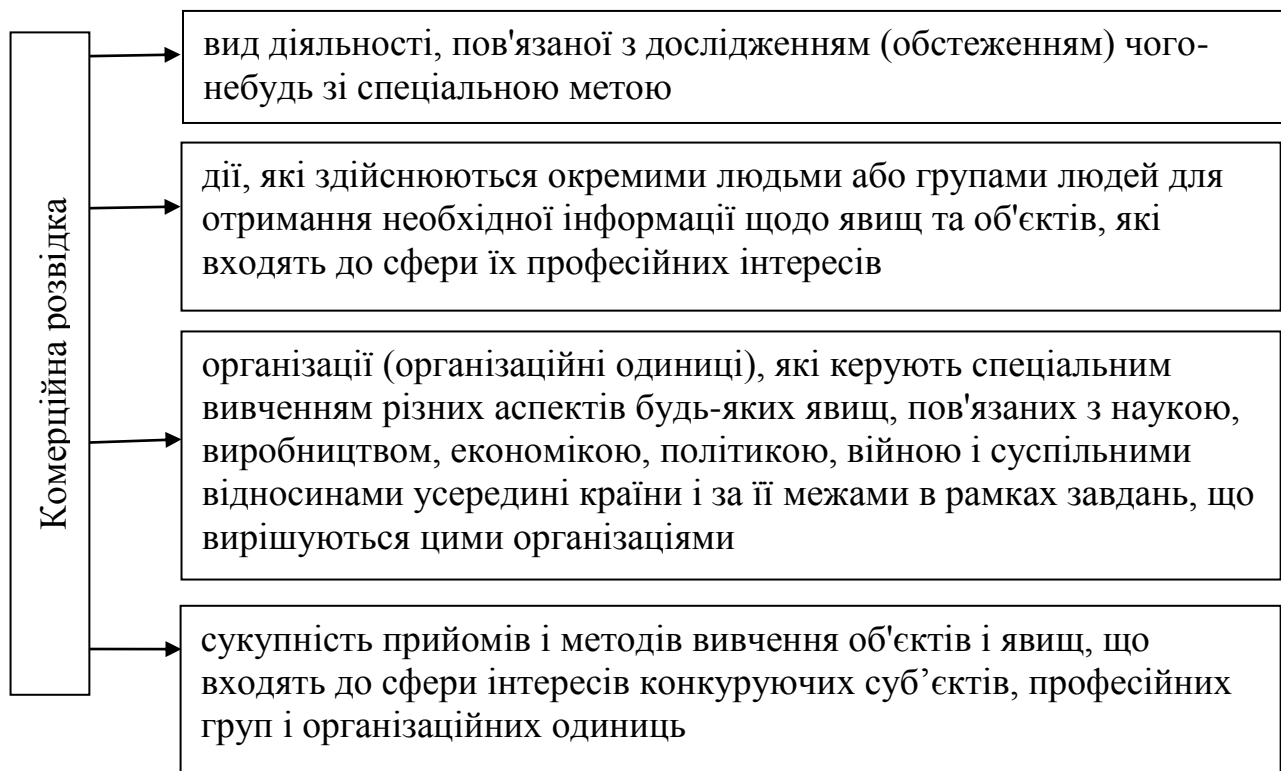 Комерційна розвідка
вид діяльності, пов'язаної з дослідженням (обстеженням) чого-
небудь зі спеціальною метою
дії, які здійснюються окремими людьми або групами людей для
отримання необхідної інформації щодо явищ та об'єктів, які
входять до сфери їх професійних інтересів
організації (організаційні одиниці), які керують спеціальним
вивченням різних аспектів будь-яких явищ, пов'язаних з наукою,
виробництвом, економікою, політикою, війною і суспільними
відносинами усередині країни і за її межами в рамках завдань, що
вирішуються цими організаціями
сукупність прийомів і методів вивчення об'єктів і явищ, що
входять до сфери інтересів конкуруючих суб’єктів, професійних
груп і організаційних одиниць